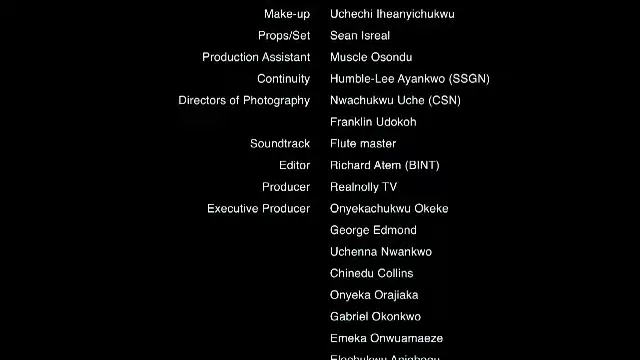 Make-up Uchechi Iheanyichukwu
Props/Set Sean Isreal
Production Assistant Muscle Osondu
Continuity Humble-Lee Ayankwo (SSGN)
Directors of Photography Nwachukwu Uche (CSN)
Franklin Udokoh
Soundtrack Flute master
Editor Richard Atem (BINT)
Producer Realnolly TV
Executive Producer Onyekachukwu Okeke
George Edmond
Uchenna Nwankwo
Chinedu Collins
Onyeka Orajiaka
Gabriel Okonkwo
Emeka Onwuamaeze